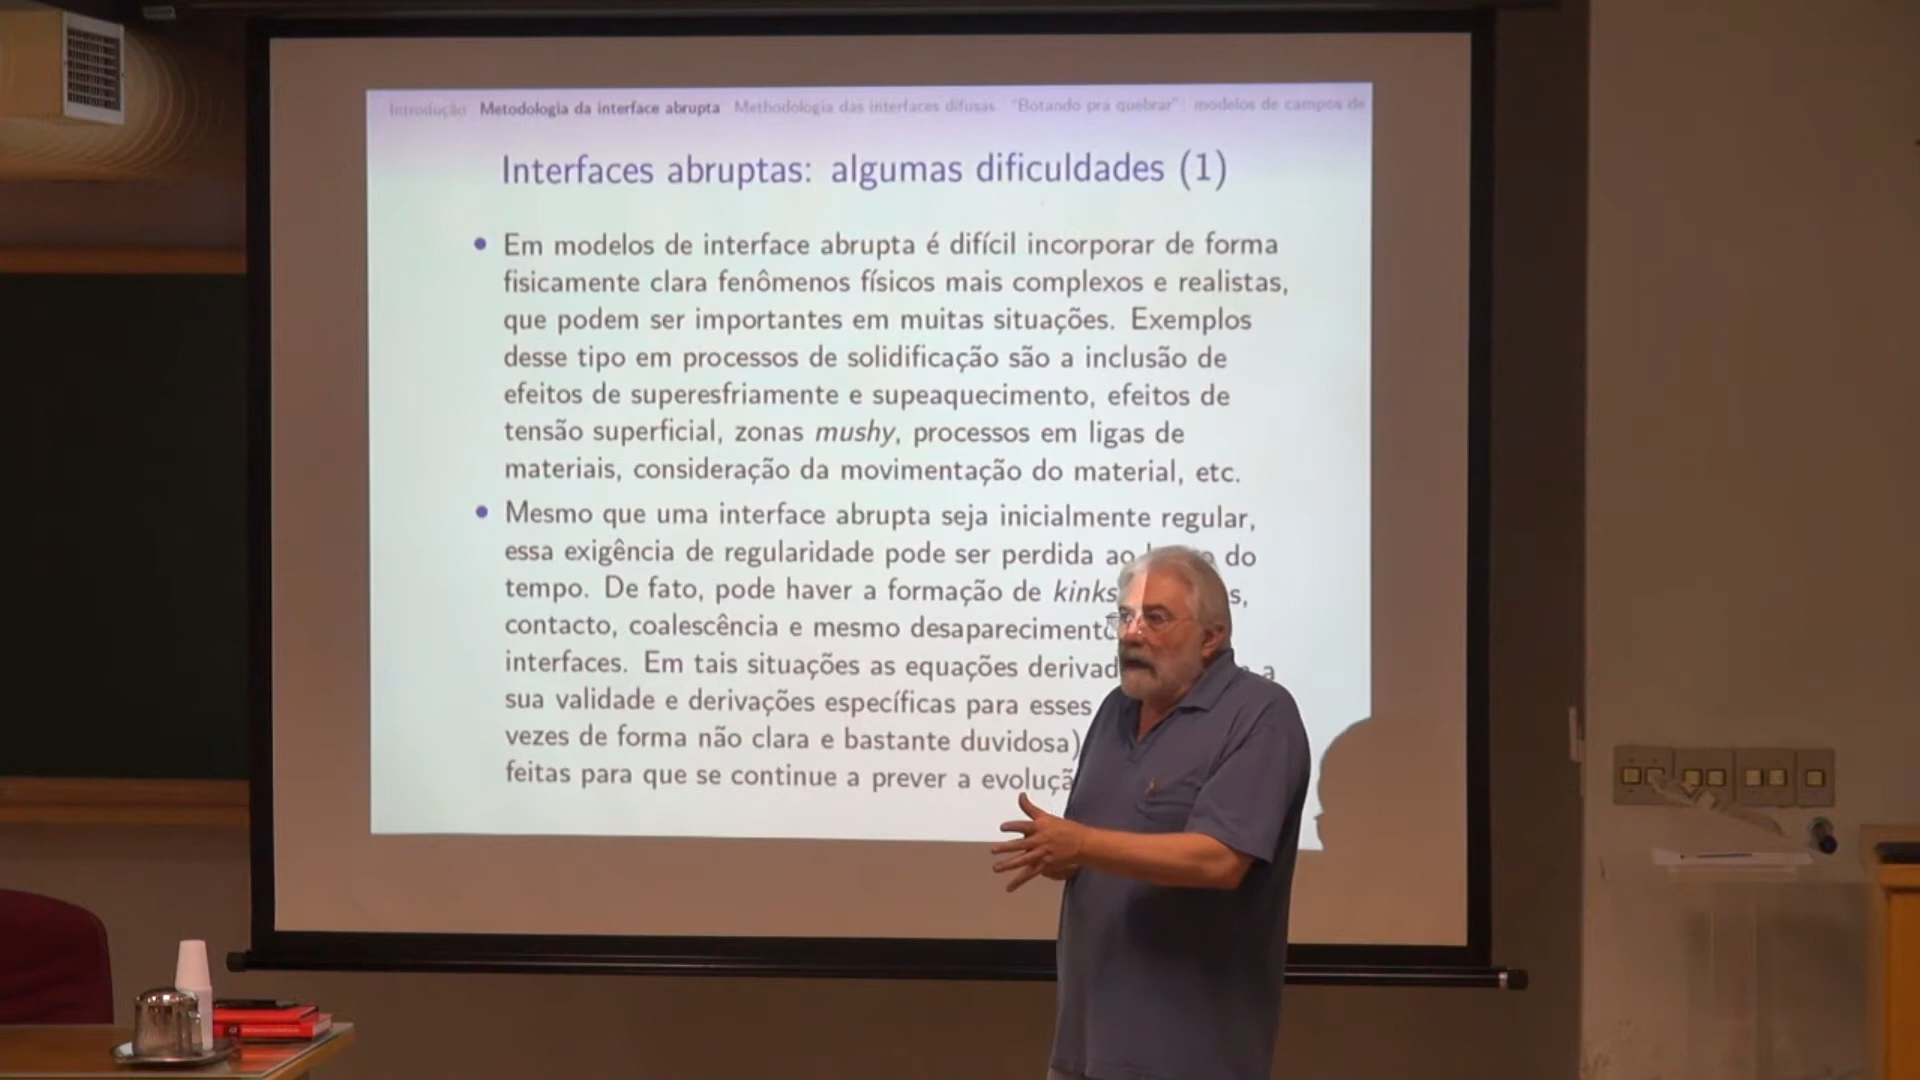 Introdução Metodologia da interface abrupta Methodologia das interfaces difusas "Botando pra quebrar": modelos de campos de
Interfaces abruptas: algumas dificuldades (1)
Em modelos de interface abrupta é difícil incorporar de forma
fisicamente clara fenômenos físicos mais complexos e realistas,
que podem ser importantes em muitas situações. Exemplos
desse tipo em processos de solidificação são a inclusão de
efeitos de superesfriamente e supeaquecimento, efeitos de
tensão superficial, zonas mushy, processos em ligas de
materiais, consideração da movimentação do material, etc.
Mesmo que uma interface abrupta seja inicialmente regular,
essa exigência de regularidade pode ser perdida ao do
tempo. De fato, pode haver a formação de kinks
contacto, coalescência e mesmo
interfaces. Em tais situações as equações a
sua validade e derivações específicas para esses
vezes de forma não clara e bastante duvidosa)
feitas para que se continue a prever a